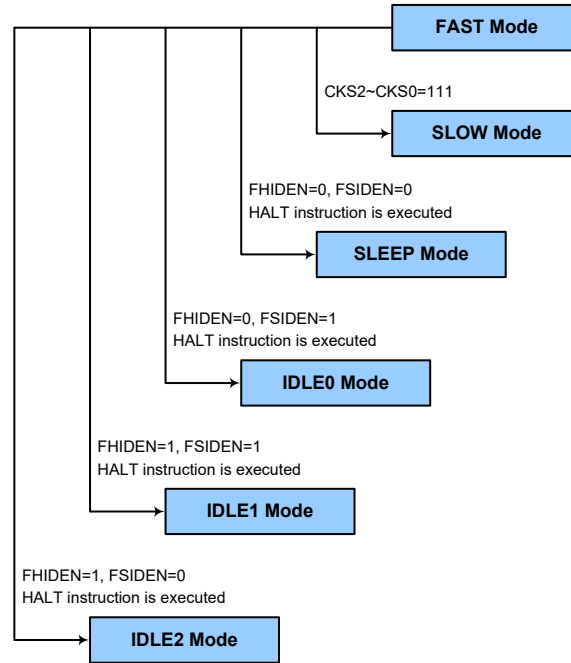 FAST Mode
CKS2~CKS0=111
SLOW Mode
FHIDEN=0, FSIDEN=0
HALT instruction is executed
SLEEP Mode
FHIDEN=0, FSIDEN=1
HALT instruction is executed
IDLE0 Mode
FHIDEN=1, FSIDEN=1
HALT instruction is executed
IDLE1 Mode
FHIDEN=1, FSIDEN=0
HALT instruction is executed
IDLE2 Mode